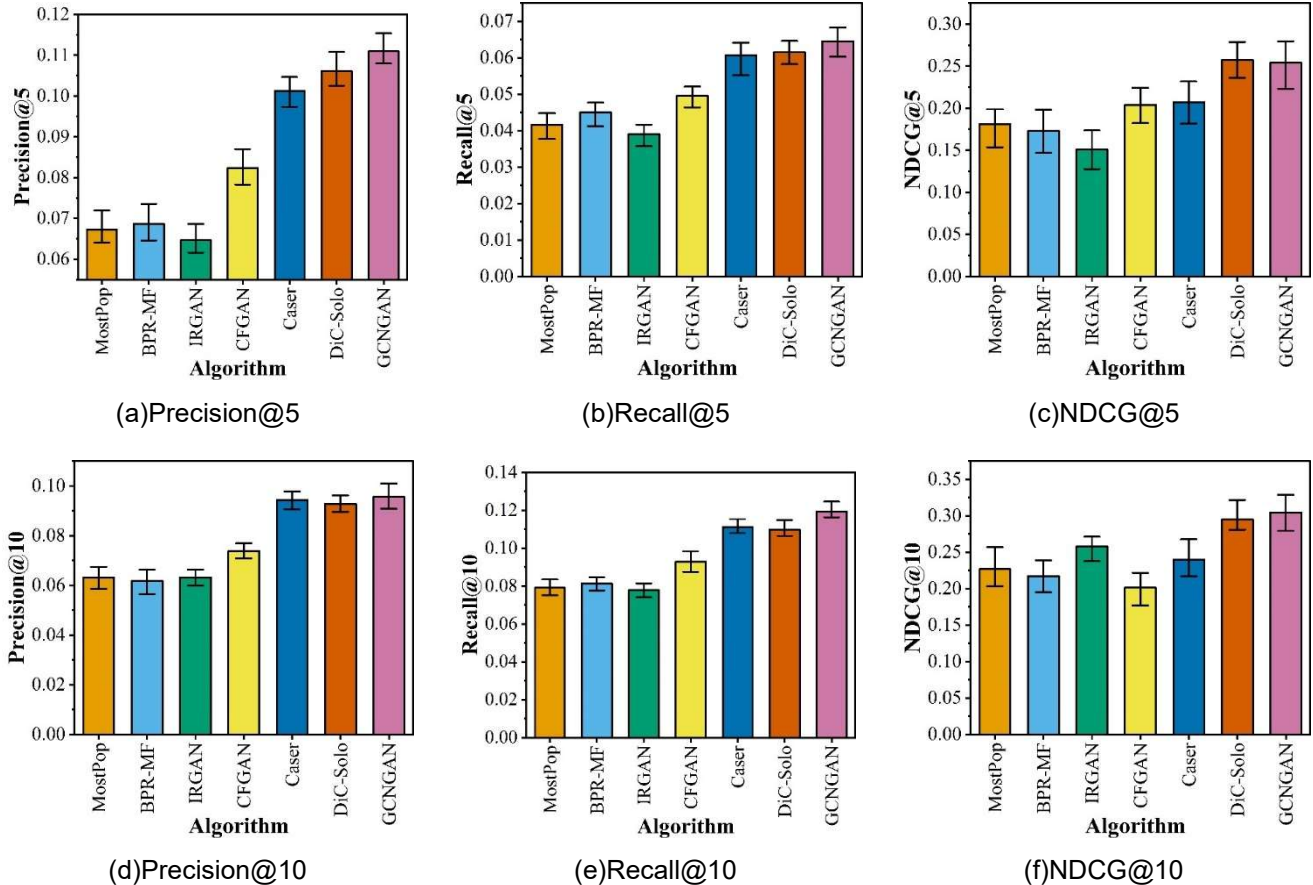 0.12
0.11
0.10
0.09
0.08
0.07
0.06
Precision@5
MostPop
BPR-MF
IRGAN
CFGAN
Caser
DiC-Solo
GCNGAN
Algorithm
(a)Precision@5
0.07
0.06
0.05
0.04
0.03
0.02
0.01
0.00
Recall@5
MostPop
BPR-MF
IRGAN
CFGAN
Caser
DiC-Solo
GCNGAN
Algorithm
(b)Recall@5
0.30
0.25
0.20
0.15
0.10
0.05
0.00
NDCG@5
MostPop
BPR-MF
IRGAN
CFGAN
Caser
DiC-Solo
GCNGAN
Algorithm
(c)NDCG@5
0.10
0.08
0.06
0.04
0.02
0.00
Precision@10
MostPop
BPR-MF
IRGAN
CFGAN
Caser
DiC-Solo
GCNGAN
Algorithm
(d)Precision@10
0.14
0.12
0.10
0.08
0.06
0.04
0.02
0.00
Recall@10
MostPop
BPR-MF
IRGAN
CFGAN
Caser
DiC-Solo
GCNGAN
Algorithm
(e)Recall@10
0.35
0.30
0.25
0.20
0.15
0.10
0.05
0.00
NDCG@10
MostPop
BPR-MF
IRGAN
CFGAN
Caser
DiC-Solo
GCNGAN
Algorithm
(f)NDCG@10